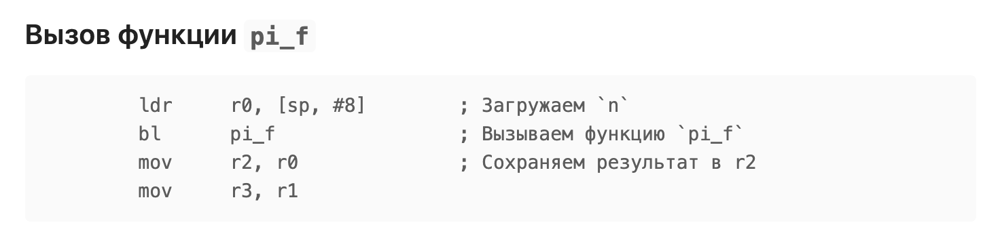 Вызов функции pi_f
ldr r0, [sp, #8] ; Загружаем `n`
bl pi_f ; Вызываем функцию `pi_f`
mov r2, r0 ; Сохраняем результат в r2
mov r3, r1